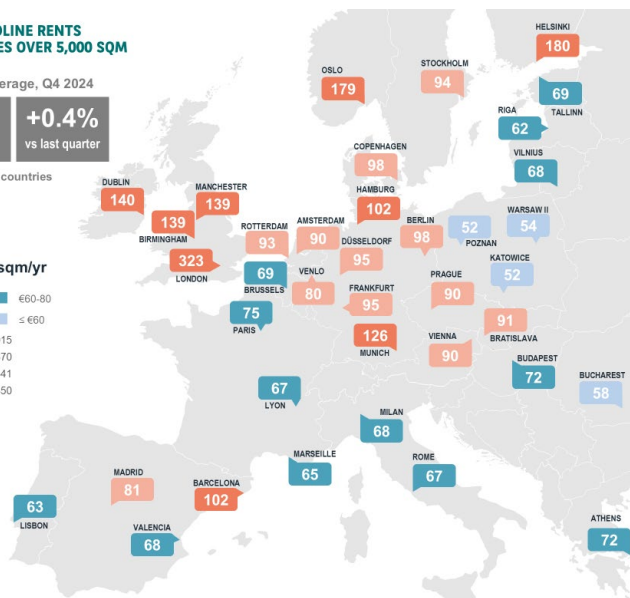 OLINE RENTS
ES OVER 5,000 SQM
erage, Q4 2024
+0.4%
vs last quarter
countries
sqm/yr
€60-80
≤ €60
15
70
41
50
HELSINKI
180
OSLO
179
STOCKHOLM
94
69
TALLINN
RIGA
62
VILNIUS
68
COPENHAGEN
98
HAMBURG
102
DUBLIN
140
MANCHESTER
139
139
BIRMINGHAM
323
LONDON
ROTTERDAM
93
AMSTERDAM
90
BERLIN
98
52
POZNAN
WARSAW II
54
DÜSSELDORF
95
KATOWICE
52
69
BRUSSELS
VENLO
80
FRANKFURT
95
PRAGUE
90
75
PARIS
126
MUNICH
VIENNA
90
91
BRATISLAVA
BUDAPEST
72
BUCHAREST
58
67
LYON
MILAN
68
MARSEILLE
65
ROME
67
MADRID
81
BARCELONA
102
63
LISBON
VALENCIA
68
ATHENS
72